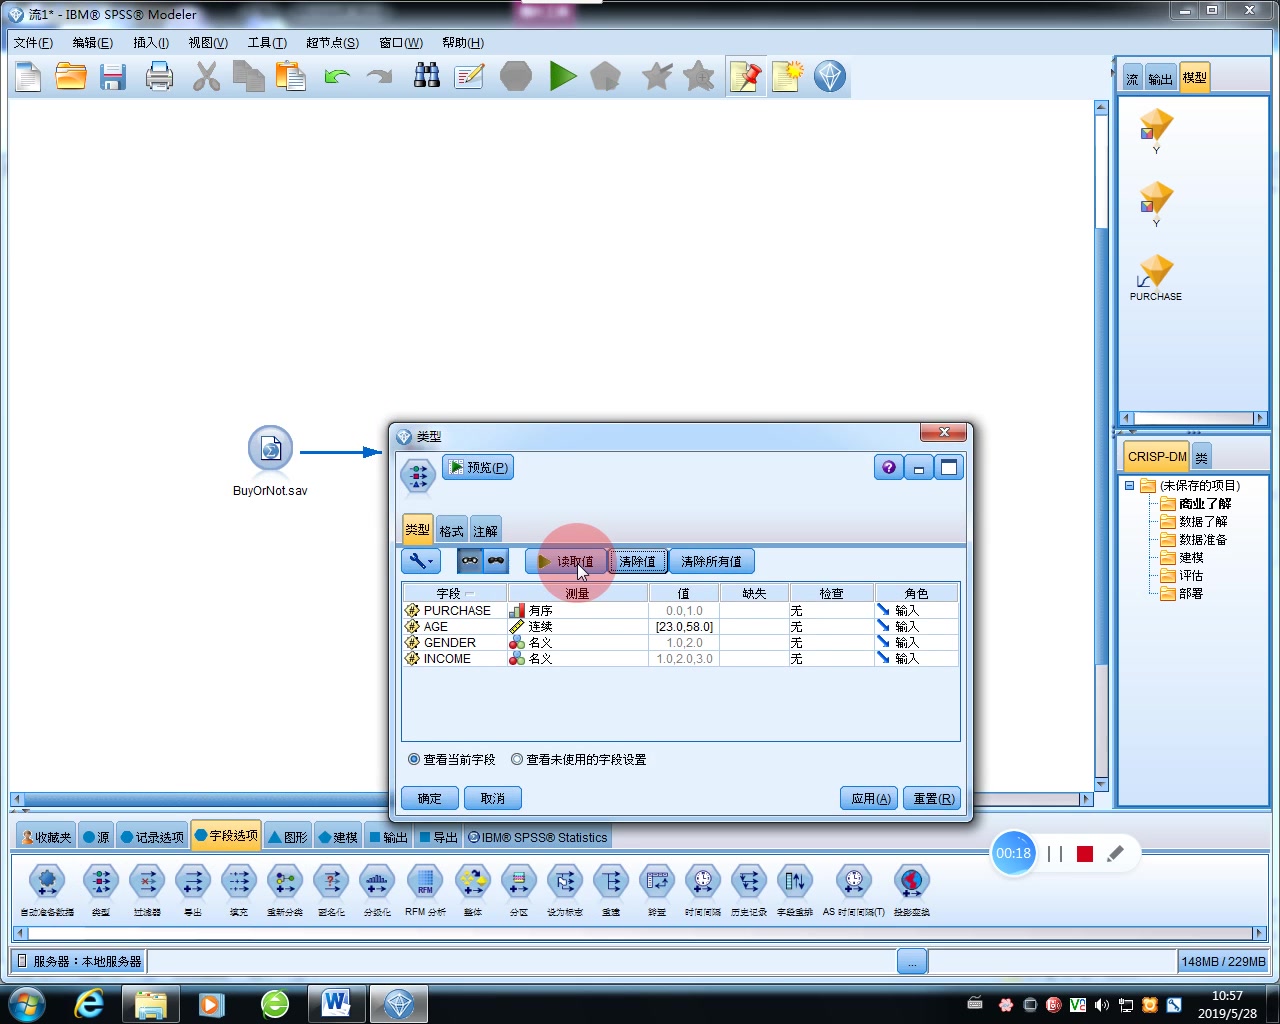 流1* - IBM® SPSS® Modeler
文件(F) 编辑(E) 插入(I) 视图(V) 工具(T) 超节点(S) 窗口(W) 帮助(H)
流 输出 模型
Y
Y
PURCHASE
BuyOrNot.sav
类型
预览(P)
类型 格式 注解
读取值 清除值 清除所有值
字段 测量 值 缺失 检查 角色
PURCHASE 有序 0.0,1.0 无 输入
AGE 连续 [23.0,58.0] 无 输入
GENDER 名义 1.0,2.0 无 输入
INCOME 名义 1.0,2.0,3.0 无 输入
查看当前字段 查看未使用的字段设置
确定 取消 应用(A) 重置(R)
CRISP-DM 类
(未保存的项目)
商业了解
数据了解
数据准备
建模
评估
部署
收藏夹 源 记录选项 字段选项 图形 建模 输出 导出 IBM® SPSS® Statistics
00:18
自动准备数据 类型 过滤器 导出 填充 重新分类 匿名化 分级化 RFM 分析 整体 分区 设为标志 重建 转置 时间间隔 历史记录 字段重排 AS 时间间隔(T) 投影变换
RFM
服务器：本地服务器 ... 148MB / 229MB
10:57
2019/5/28